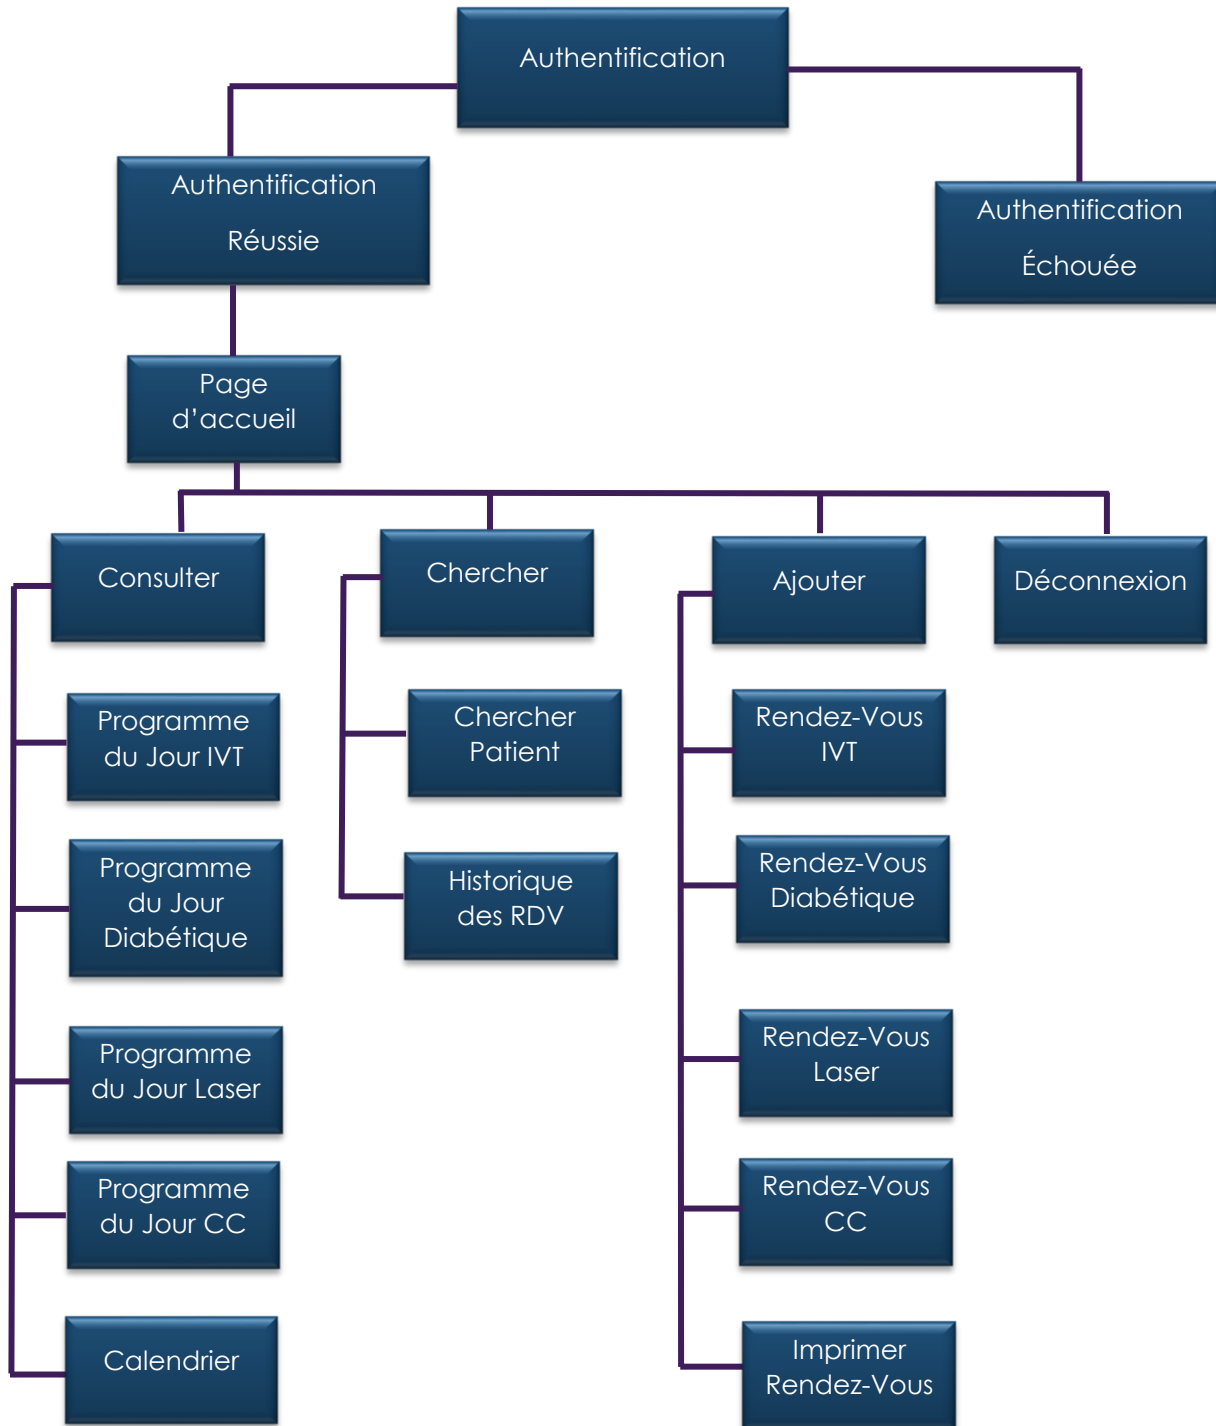 Authentification
Authentification
Réussie
Authentification
Échouée
Page
d'accueil
Consulter
Chercher
Ajouter
Déconnexion
Programme
du Jour IVT
Chercher
Patient
Rendez-Vous
IVT
Programme
du Jour
Diabétique
Historique
des RDV
Rendez-Vous
Diabétique
Programme
du Jour Laser
Rendez-Vous
Laser
Programme
du Jour CC
Rendez-Vous
CC
Calendrier
Imprimer
Rendez-Vous